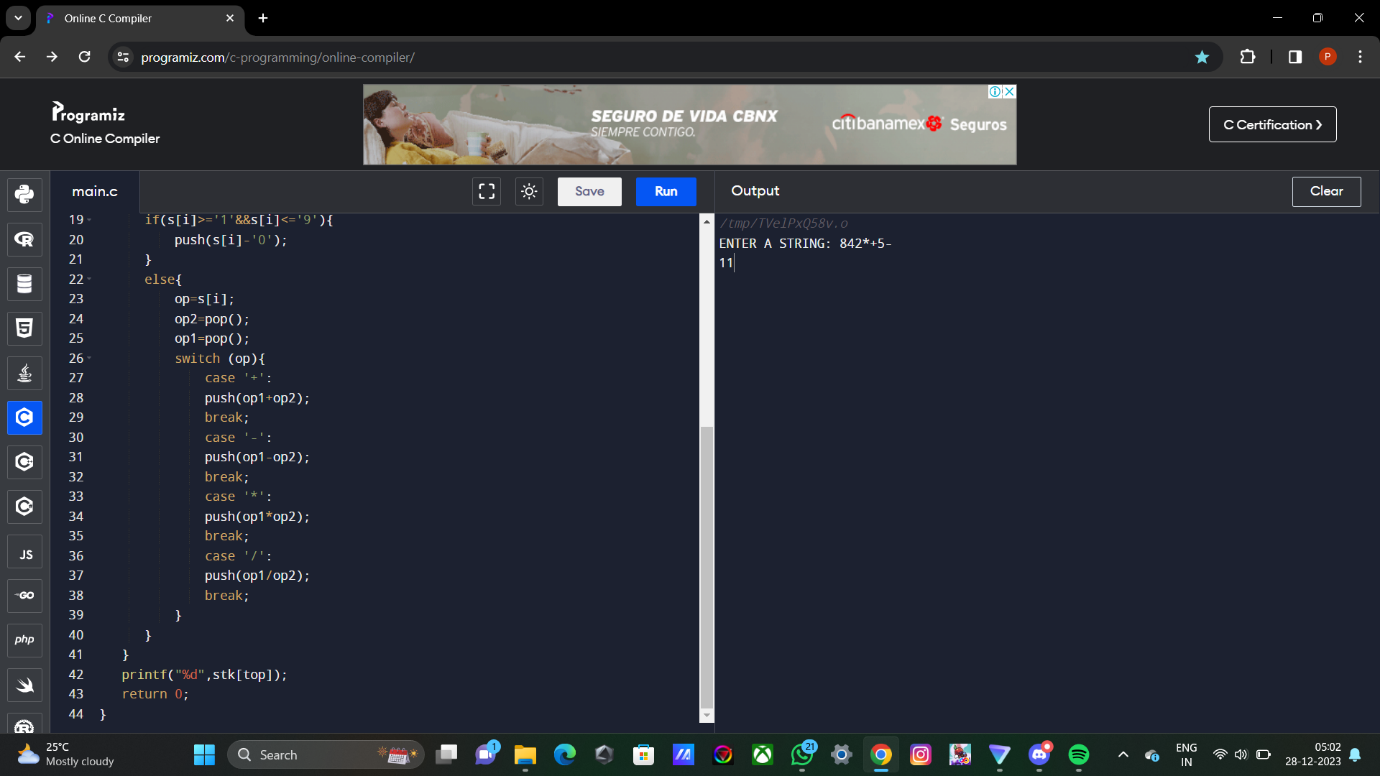 Online C Compiler
programiz.com/c-programming/online-compiler/
P
Programiz
C Online Compiler
SEGURO DE VIDA CBNX
SIEMPRE CONTIGO.
citibanamex Seguros
C Certification >
main.c
Save
Run
Output
Clear
19 if(s[i]>='1'&&s[i]<='9'){
20 push(s[i]-'0');
21 }
22 else{
23 op=s[i];
24 op2=pop();
25 op1=pop();
26 switch (op){
27 case '+':
28 push(op1+op2);
29 break;
30 case '-':
31 push(op1-op2);
32 break;
33 case '*':
34 push(op1*op2);
35 break;
36 case '/':
37 push(op1/op2);
38 break;
39 }
40 }
41 }
42 printf("%d",stk[top]);
43 return 0;
44 }
/tmp/TVelPxQ58v.o
ENTER A STRING: 842*+5-
11
JS
GO
php
25°C
Mostly cloudy
Search
1
21
ENG
IN
05:02
28-12-2023